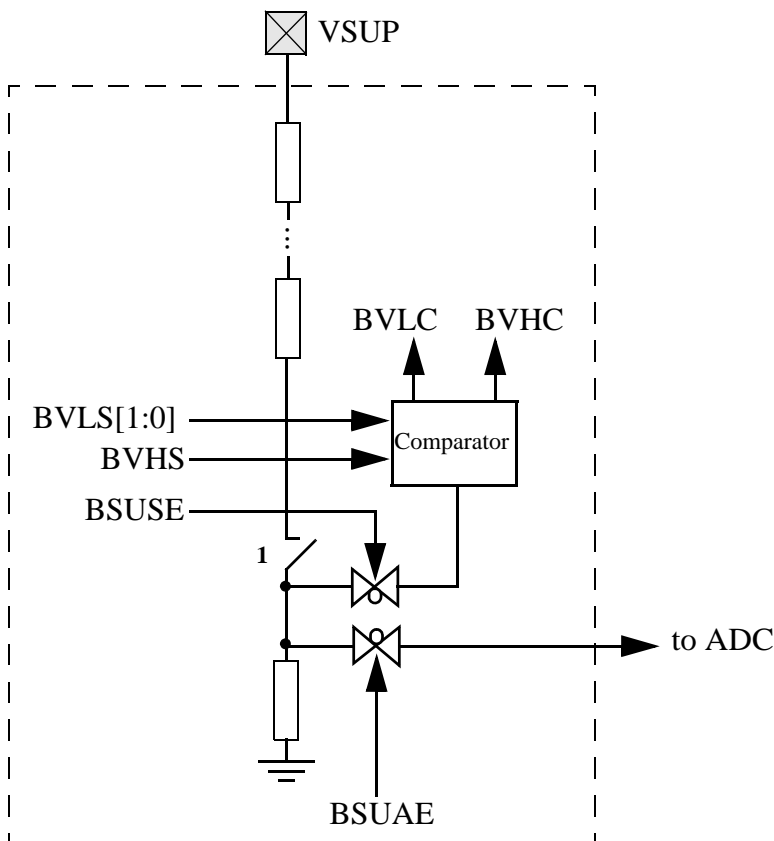 VSUP
BVLC
BVHC
BVLS[1:0]
Comparator
BVHS
BSUSE
1
to ADC
BSUAE